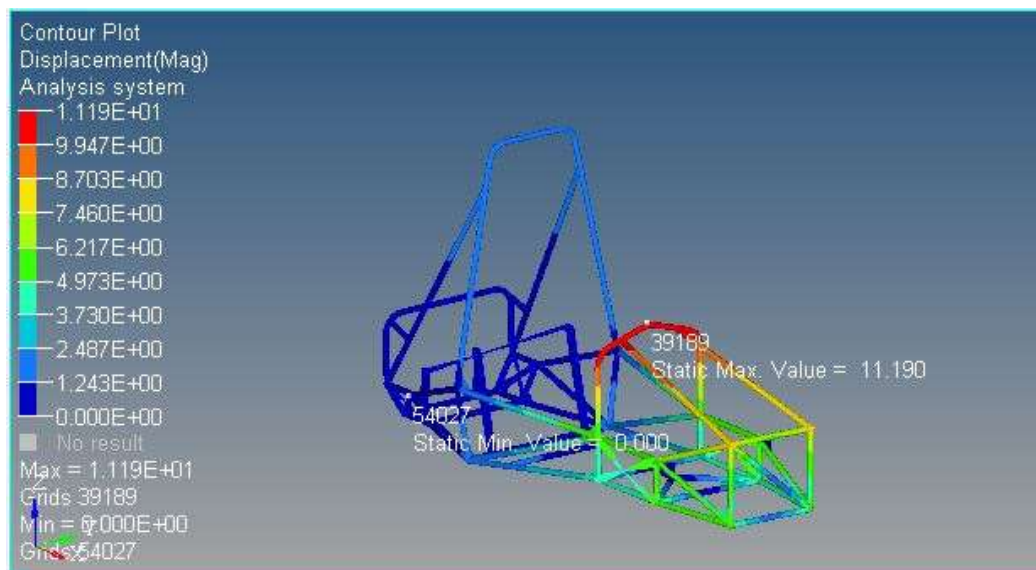 Contour Plot
Displacement(Mag)
Analysis system
1.119E+01
9.947E+00
8.703E+00
7.460E+00
6.217E+00
4.973E+00
3.730E+00
2.487E+00
1.243E+00
0.000E+00
No result
Max = 1.119E+01
Grids 39189
Min = 0.000E+00
Grids 54027
39189
Static Max. Value = 11.190
54027
Static Min. Value = 0.000
Z
Y
X